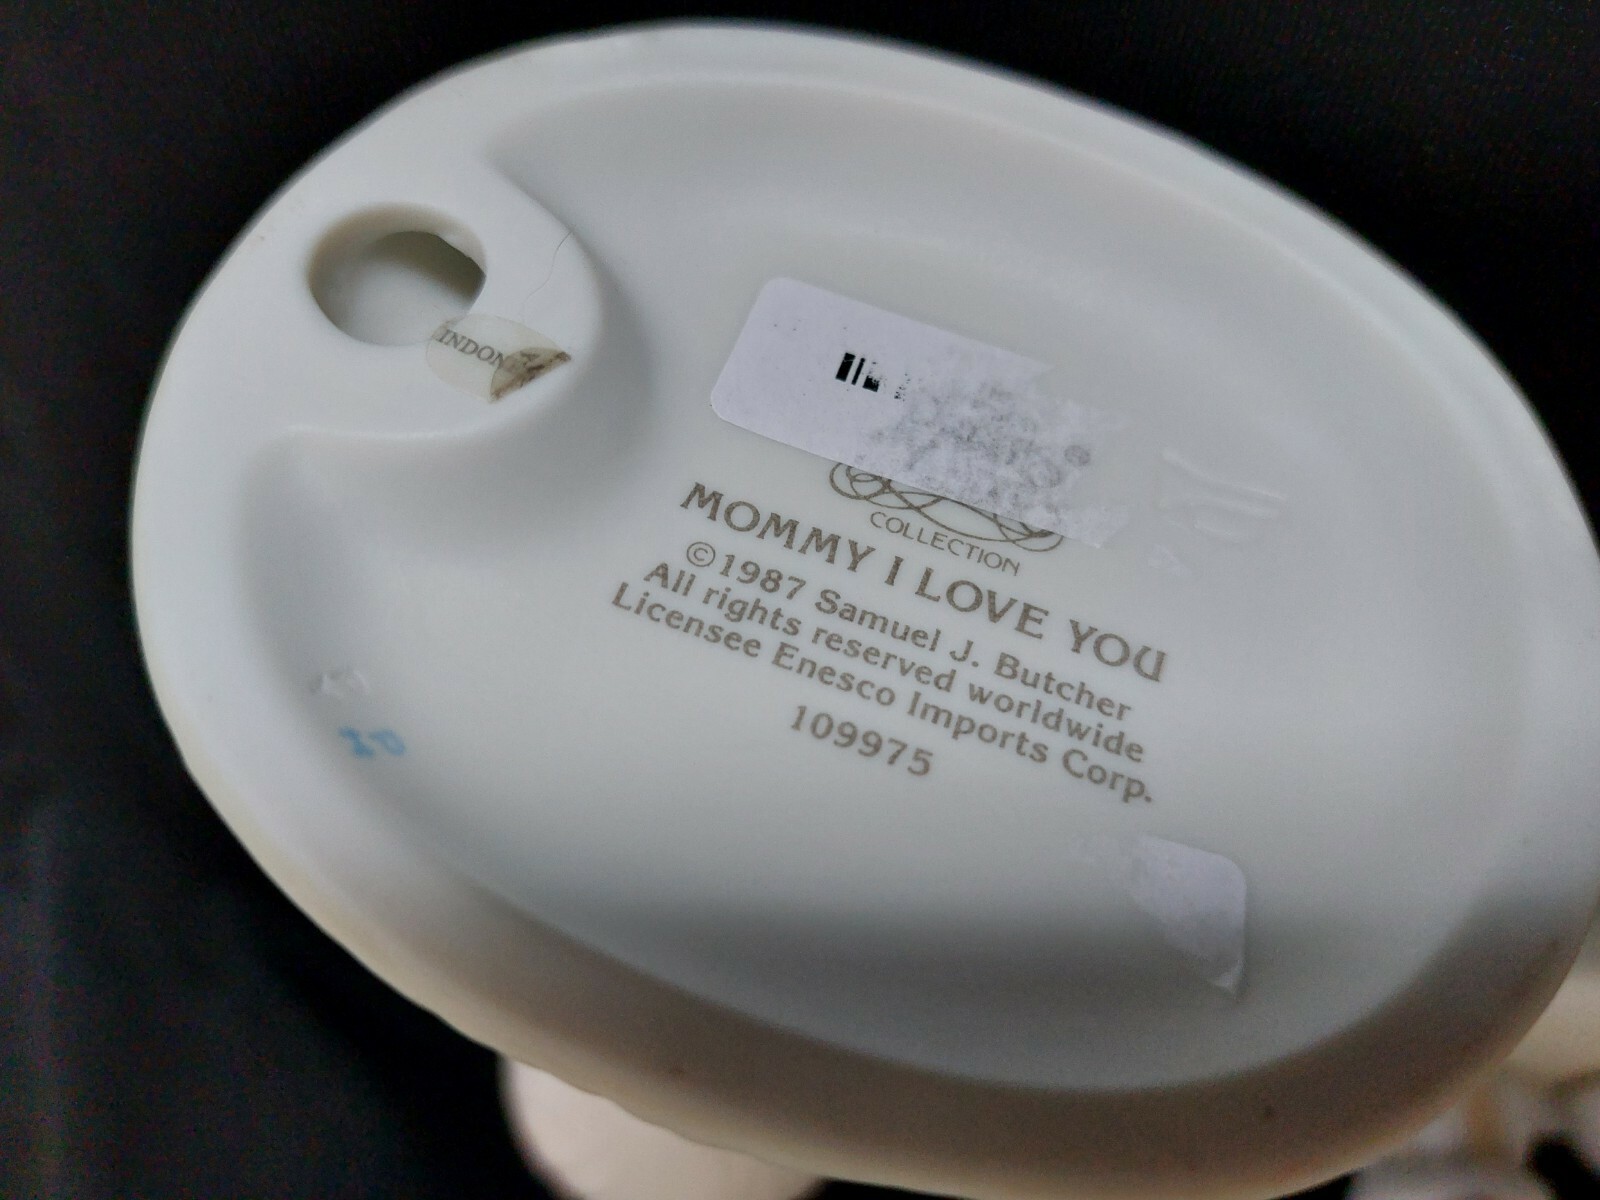 INDON
COLLECTION
MOMMY I LOVE YOU
©1987 Samuel J. Butcher
All rights reserved worldwide
Licensee Enesco Imports Corp.
109975